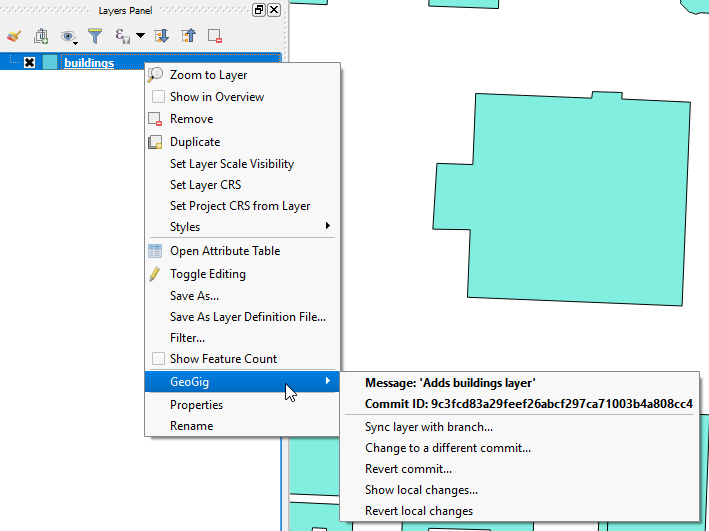 Layers Panel
buildings
Zoom to Layer
Show in Overview
Remove
Duplicate
Set Layer Scale Visibility
Set Layer CRS
Set Project CRS from Layer
Styles
Open Attribute Table
Toggle Editing
Save As...
Save As Layer Definition File...
Filter...
Show Feature Count
GeoGig
Properties
Rename
Message: 'Adds buildings layer'
Commit ID: 9c3fcd83a29feef26abcf297ca71003b4a808cc4
Sync layer with branch...
Change to a different commit...
Revert commit...
Show local changes...
Revert local changes